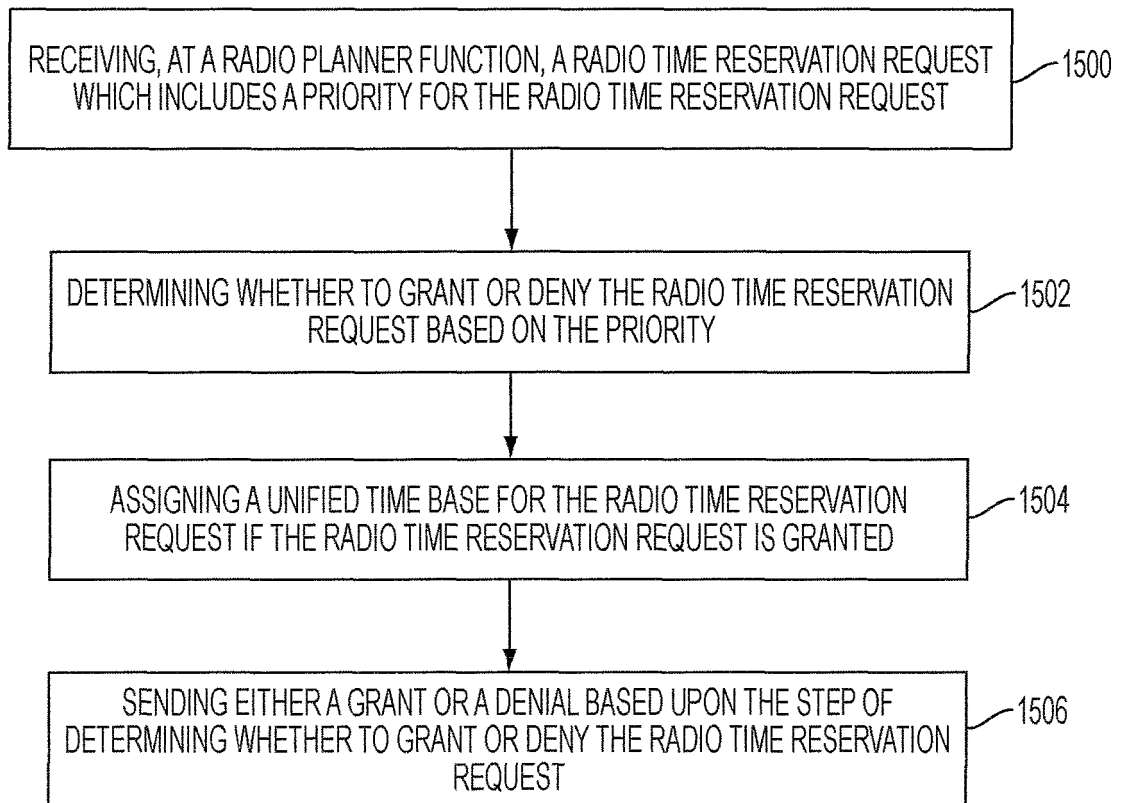 RECEIVING, AT A RADIO PLANNER FUNCTION, A RADIO TIME RESERVATION REQUEST
WHICH INCLUDES A PRIORITY FOR THE RADIO TIME RESERVATION REQUEST
1500
DETERMINING WHETHER TO GRANT OR DENY THE RADIO TIME RESERVATION
REQUEST BASED ON THE PRIORITY
1502
ASSIGNING A UNIFIED TIME BASE FOR THE RADIO TIME RESERVATION
REQUEST IF THE RADIO TIME RESERVATION REQUEST IS GRANTED
1504
SENDING EITHER A GRANT OR A DENIAL BASED UPON THE STEP OF
DETERMINING WHETHER TO GRANT OR DENY THE RADIO TIME RESERVATION
REQUEST
1506